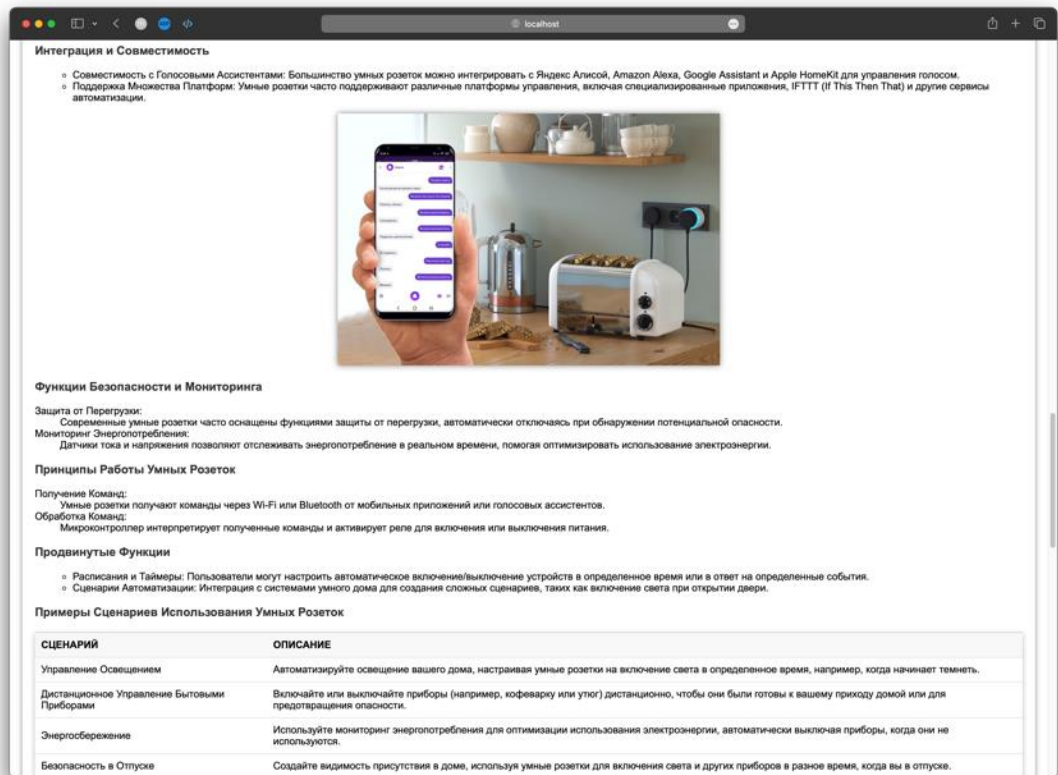 localhost
Интеграция и Совместимость
Совместимость с Голосовыми Ассистентами: Большинство умных розеток можно интегрировать с Яндекс Алисой, Amazon Alexa, Google Assistant и Apple HomeKit для управления голосом.
Поддержка Множества Платформ: Умные розетки часто поддерживают различные платформы управления, включая специализированные приложения, IFTTT (If This Then That) и другие сервисы
автоматизации.
Функции Безопасности и Мониторинга
Защита от Перегрузки:
Современные умные розетки часто оснащены функциями защиты от перегрузки, автоматически отключаясь при обнаружении потенциальной опасности.
Мониторинг Энергопотребления:
Датчики тока и напряжения позволяют отслеживать энергопотребление в реальном времени, помогая оптимизировать использование электроэнергии.
Принципы Работы Умных Розеток
Получение Команд:
Умные розетки получают команды через Wi-Fi или Bluetooth от мобильных приложений или голосовых ассистентов.
Обработка Команд:
Микроконтроллер интерпретирует полученные команды и активирует реле для включения или выключения питания.
Продвинутые Функции
Расписания и Таймеры: Пользователи могут настроить автоматическое включение/выключение устройств в определенное время или в ответ на определенные события.
Сценарии Автоматизации: Интеграция с системами умного дома для создания сложных сценариев, таких как включение света при открытии двери.
Примеры Сценариев Использования Умных Розеток
СЦЕНАРИЙ ОПИСАНИЕ
Управление Освещением Автоматизируйте освещение вашего дома, настраивая умные розетки на включение света в определенное время, например, когда начинает темнеть.
Дистанционное Управление Бытовыми Включайте или выключайте приборы (например, кофеварку или утюг) дистанционно, чтобы они были готовы к вашему приходу домой или для
Приборами предотвращения опасности.
Энергосбережение Используйте мониторинг энергопотребления для оптимизации использования электроэнергии, автоматически выключая приборы, когда они не
используются.
Безопасность в Отпуске Создайте видимость присутствия в доме, используя умные розетки для включения света и других приборов в разное время, когда вы в отпуске.